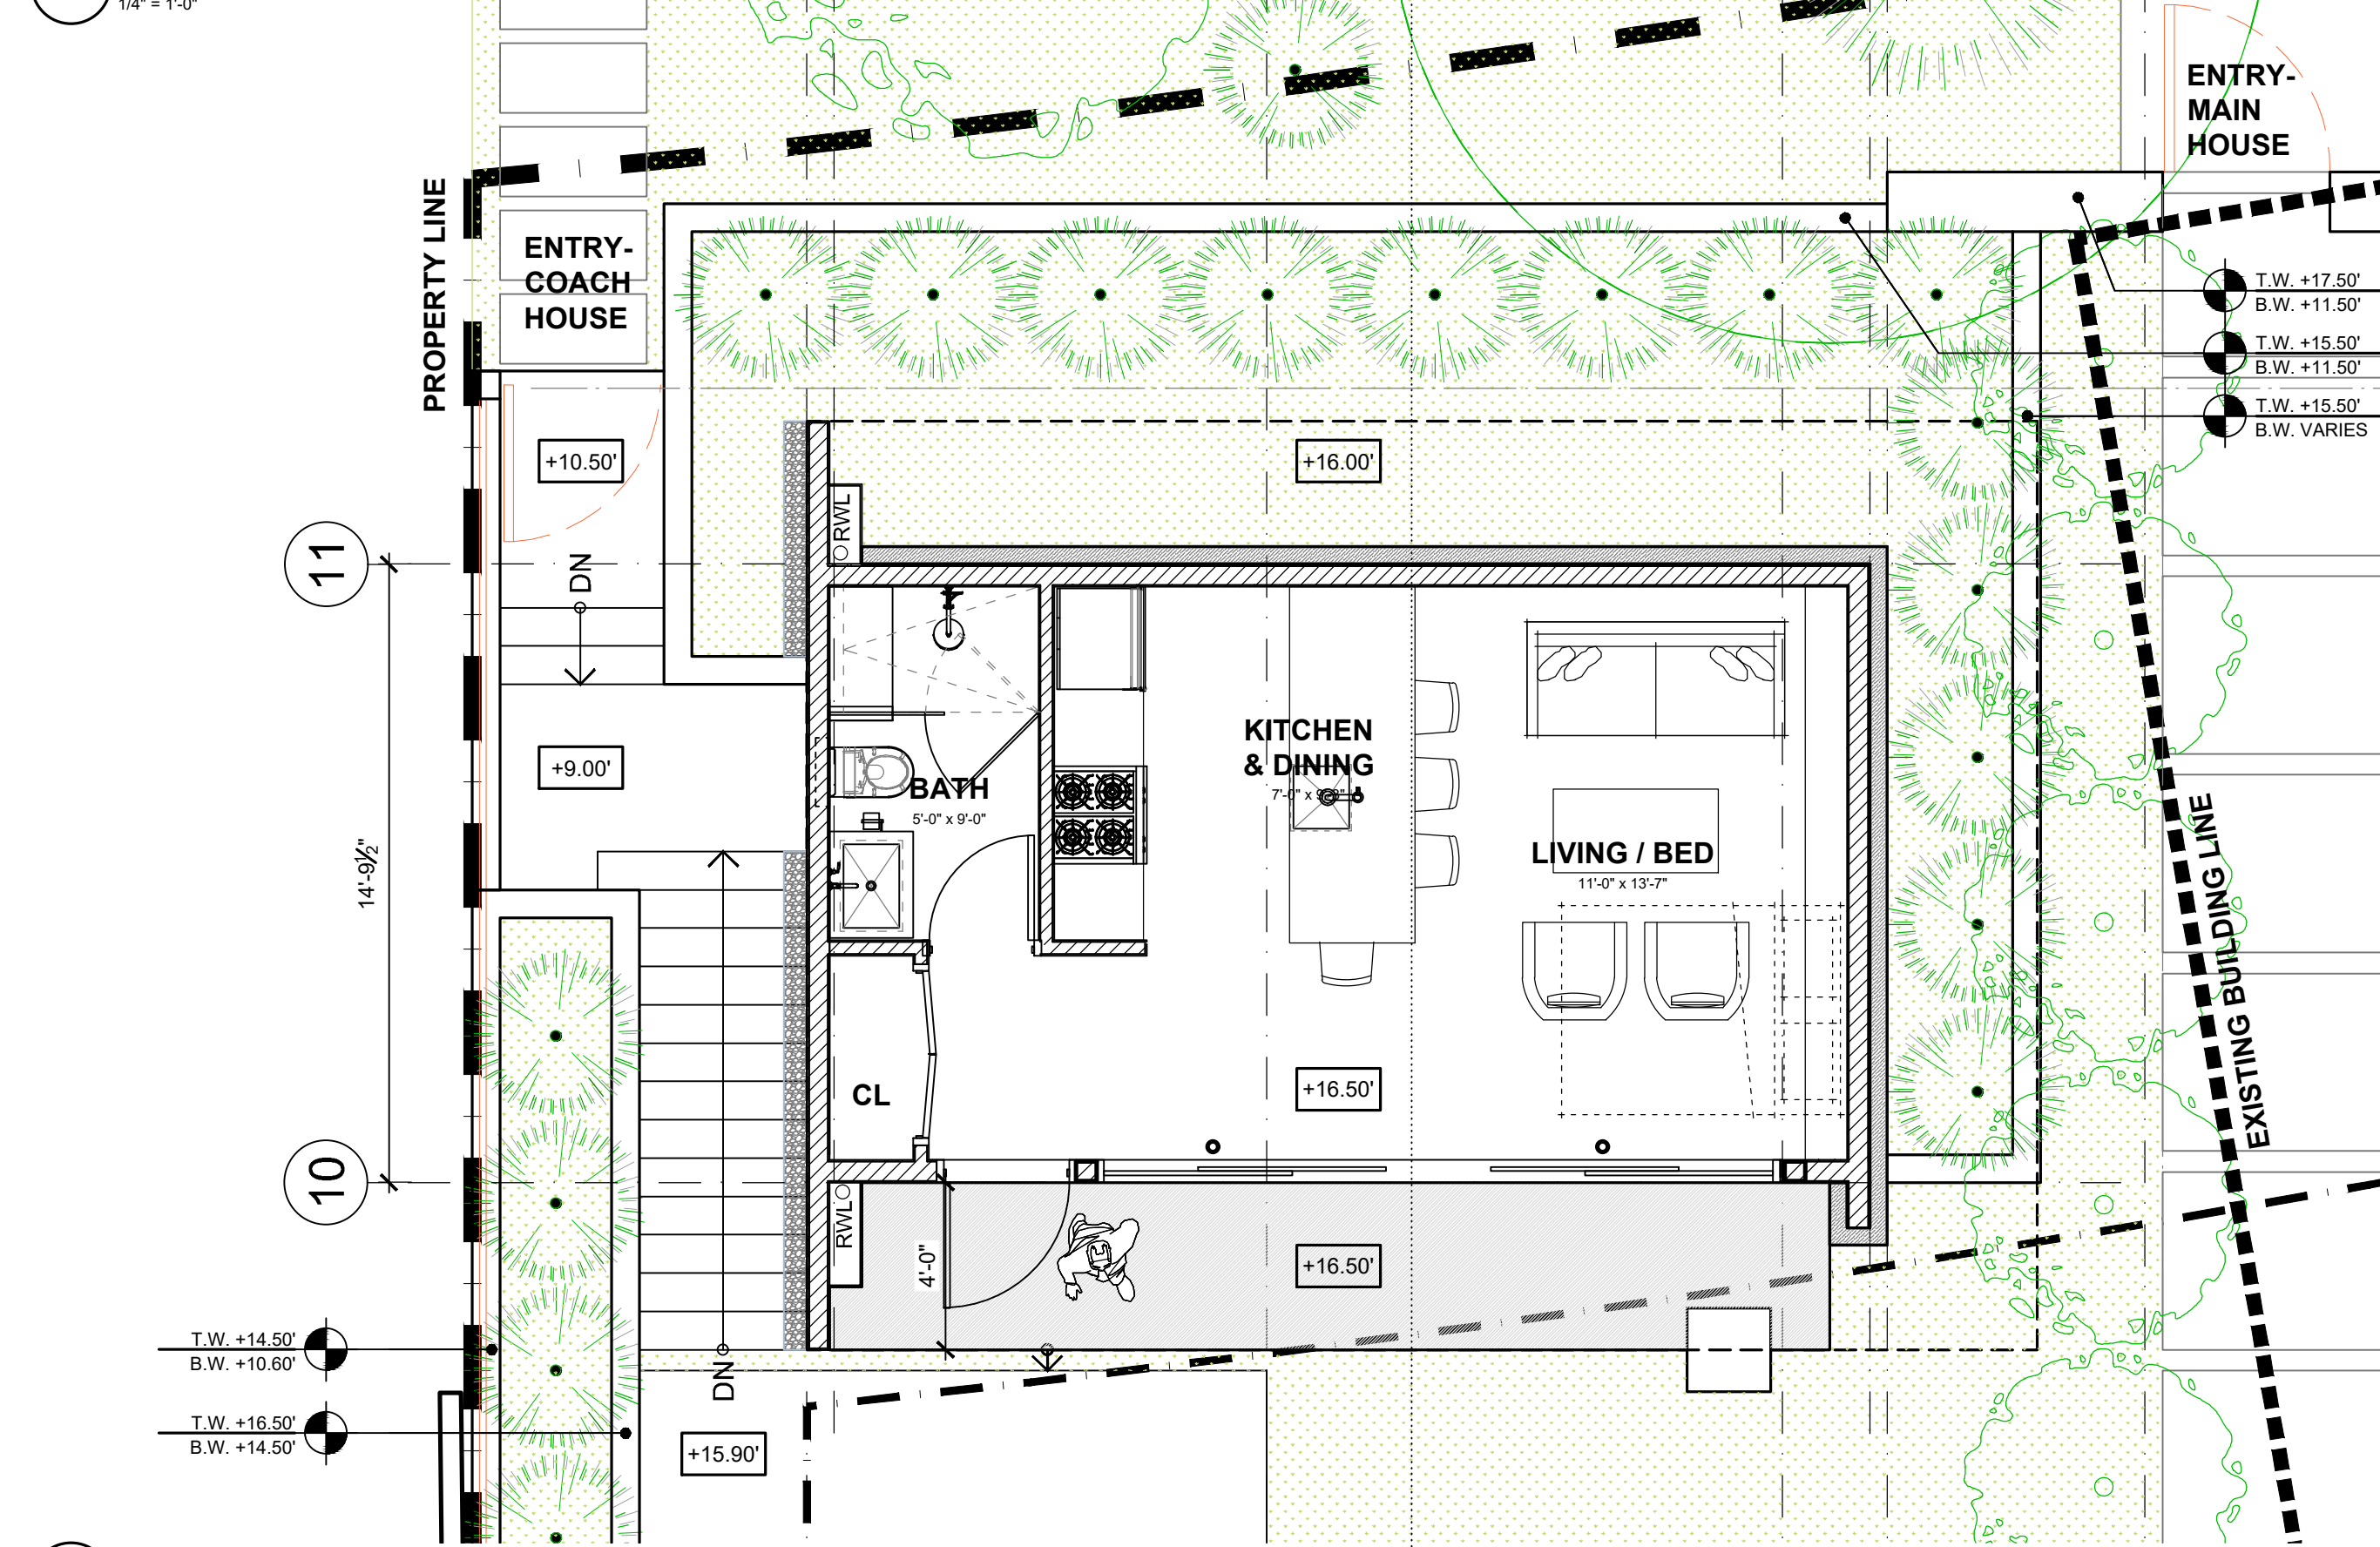 1/4" = 1'-0"
ENTRY-
MAIN
HOUSE
PROPERTY LINE
ENTRY-
COACH
HOUSE
T.W. +17.50'
B.W. +11.50'
T.W. +15.50'
B.W. +11.50'
T.W. +15.50'
B.W. VARIES
+10.50'
+16.00'
RWL
11
DN
+9.00'
KITCHEN
& DINING
BATH
5'-0" x 9'-0"
14'-9½"
LIVING / BED
11'-0" x 13'-7"
EXISTING BUILDING LINE
CL
+16.50'
10
RWL
4'-0"
+16.50'
T.W. +14.50'
B.W. +10.60'
DN
T.W. +16.50'
B.W. +14.50'
+15.90'